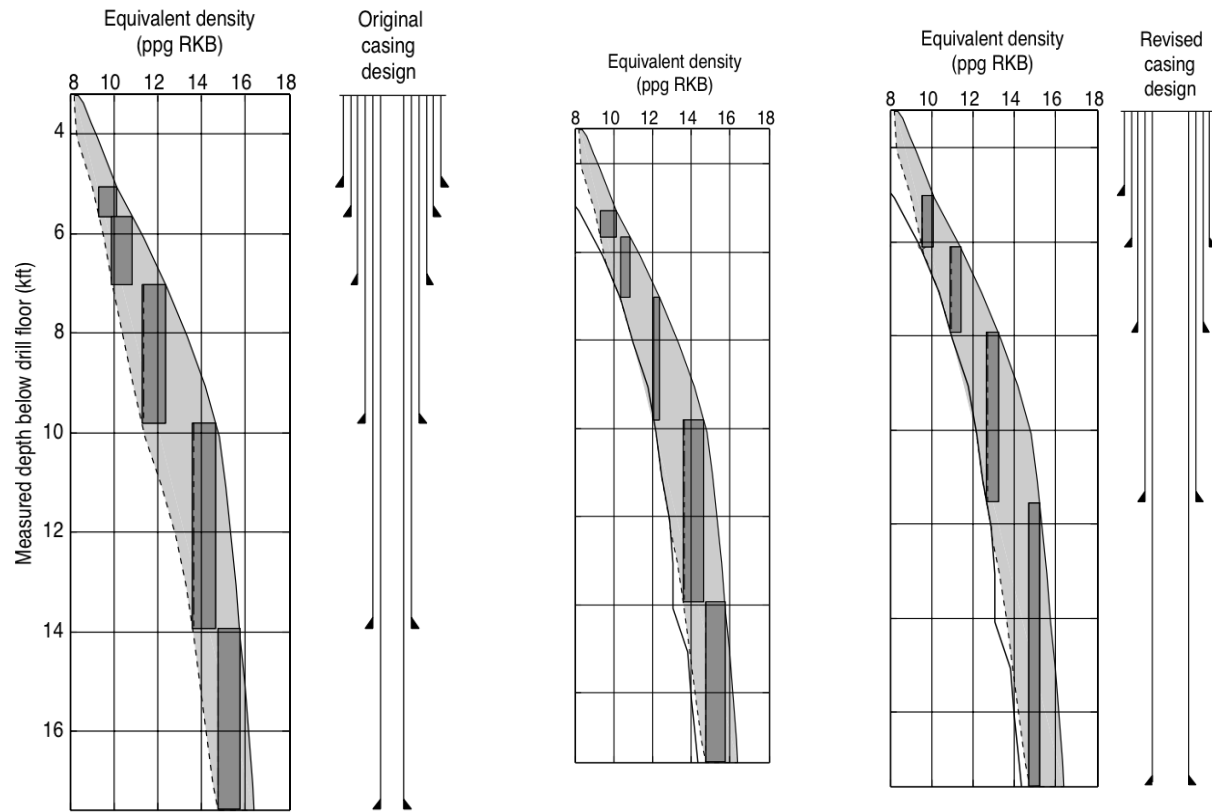 Equivalent density
(ppg RKB)
8 10 12 14 16 18
Original
casing
design
Measured depth below drill floor (kft)
4
6
8
10
12
14
16
Equivalent density
(ppg RKB)
8 10 12 14 16 18
Equivalent density
(ppg RKB)
8 10 12 14 16 18
Revised
casing
design